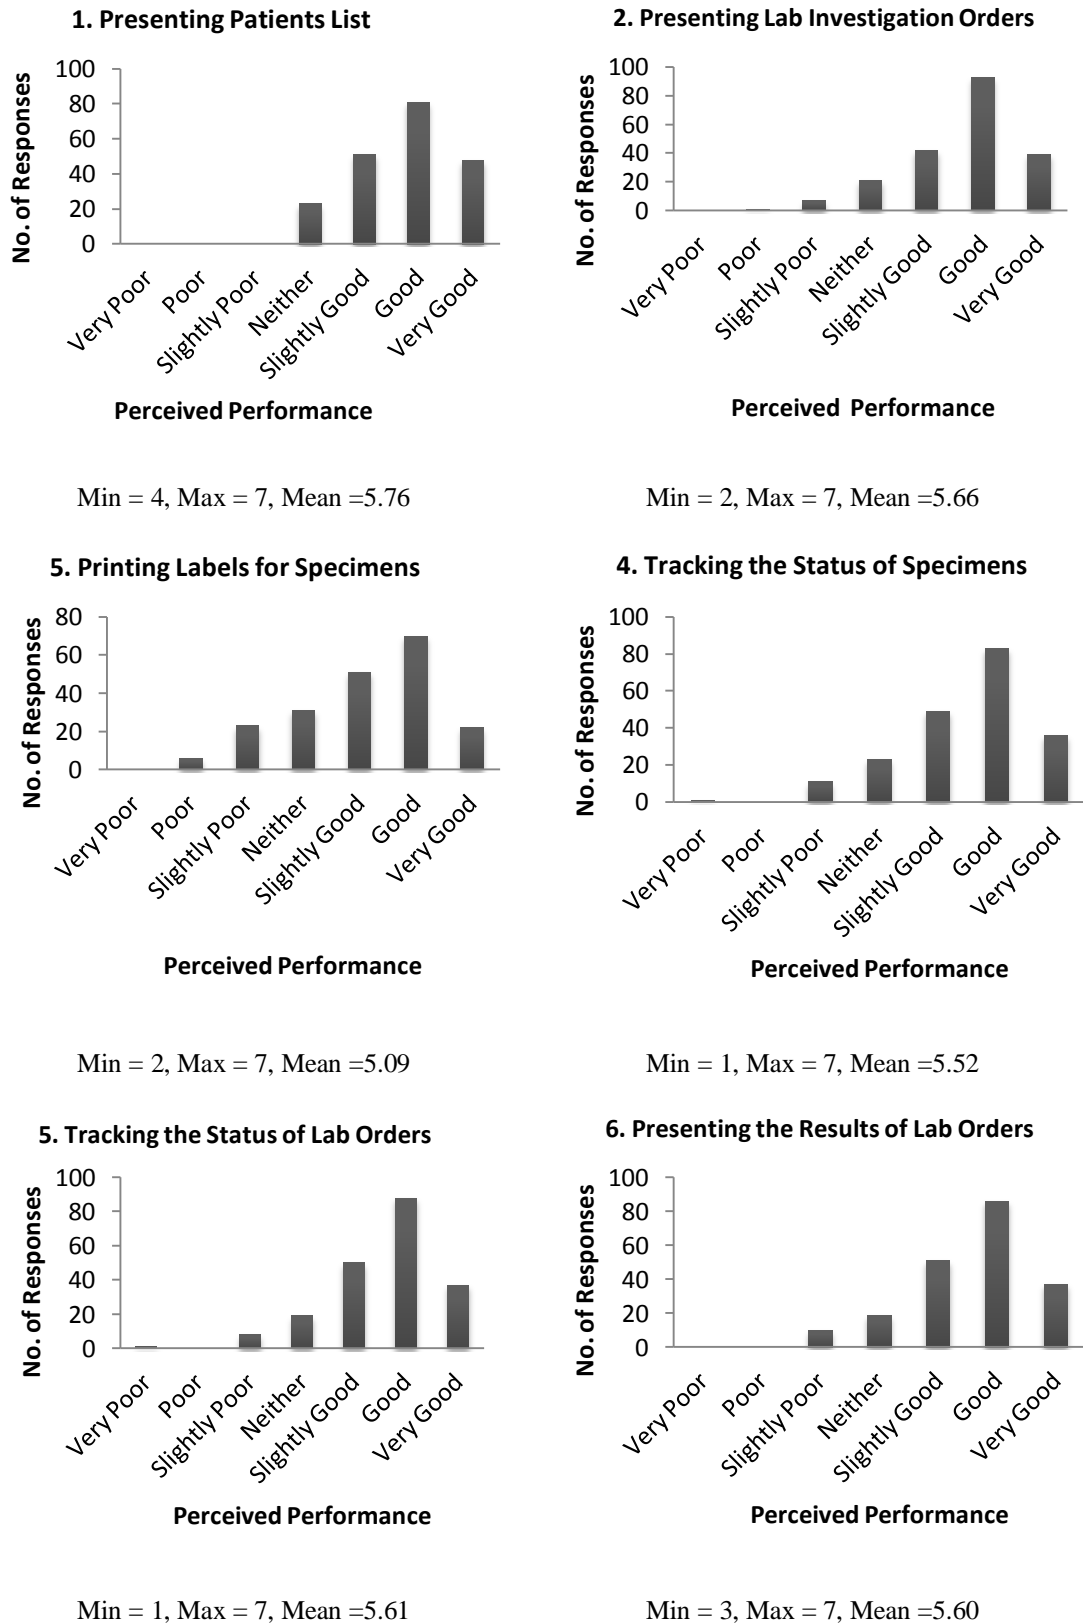 1. Presenting Patients List
No. of Responses
100
80
60
40
20
0
Very Poor
Poor
Slightly Poor
Neither
Slightly Good
Good
Very Good
Perceived Performance
Min = 4, Max = 7, Mean =5.76
2. Presenting Lab Investigation Orders
No. of Responses
100
80
60
40
20
0
Very Poor
Poor
Slightly Poor
Neither
Slightly Good
Good
Very Good
Perceived Performance
Min = 2, Max = 7, Mean =5.66
5. Printing Labels for Specimens
No. of Responses
80
60
40
20
0
Very Poor
Poor
Slightly Poor
Neither
Slightly Good
Good
Very Good
Perceived Performance
Min = 2, Max = 7, Mean =5.09
4. Tracking the Status of Specimens
No. of Responses
100
80
60
40
20
0
Very Poor
Poor
Slightly Poor
Neither
Slightly Good
Good
Very Good
Perceived Performance
Min = 1, Max = 7, Mean =5.52
5. Tracking the Status of Lab Orders
No. of Responses
100
80
60
40
20
0
Very Poor
Poor
Slightly Poor
Neither
Slightly Good
Good
Very Good
Perceived Performance
Min = 1, Max = 7, Mean =5.61
6. Presenting the Results of Lab Orders
No. of Responses
100
80
60
40
20
0
Very Poor
Poor
Slightly Poor
Neither
Slightly Good
Good
Very Good
Perceived Performance
Min = 3, Max = 7, Mean =5.60